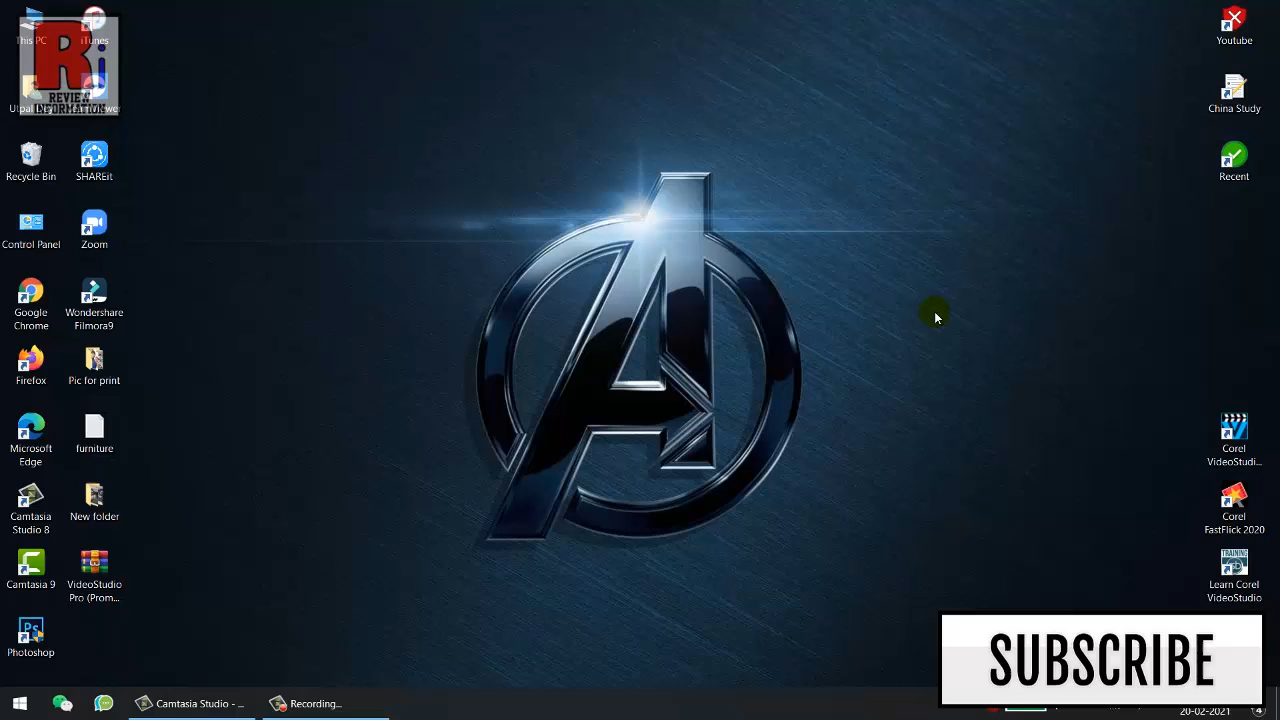 This PC
iTunes
Ri
REVIEW
INFORMATION
Recycle Bin
SHAREit
Control Panel
Zoom
Google
Chrome
Wondershare
Filmora9
Firefox
Pic for print
Microsoft
Edge
furniture
Camtasia
Studio 8
New folder
Camtasia 9
VideoStudio
Pro (Prom...
Ps
Photoshop
Youtube
China Study
Recent
Corel
VideoStudi...
Corel
FastFlick 2020
TRAINING
Learn Corel
VideoStudio
SUBSCRIBE
Camtasia Studio - ...
Recording...
20-02-2021